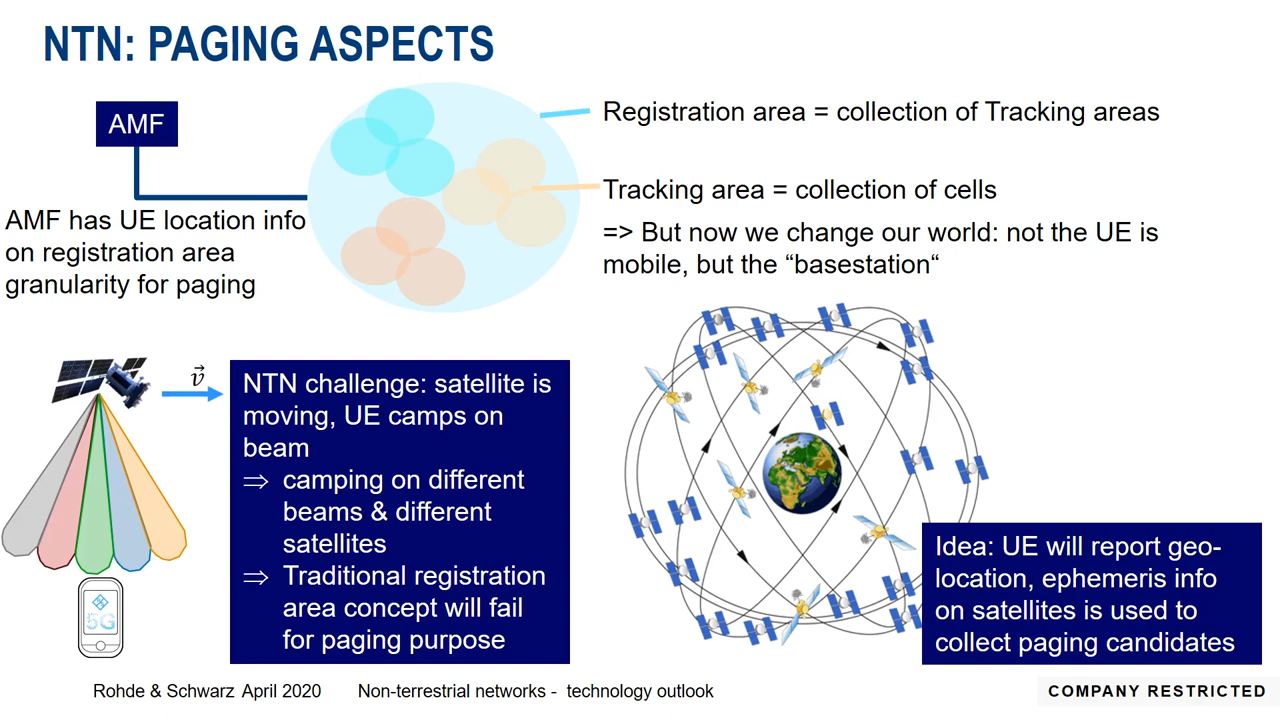 NTN: PAGING ASPECTS
AMF
Registration area = collection of Tracking areas
Tracking area = collection of cells
AMF has UE location info
on registration area
granularity for paging
=> But now we change our world: not the UE is
mobile, but the “basestation“
v
NTN challenge: satellite is
moving, UE camps on
beam
⇒ camping on different
beams & different
satellites
⇒ Traditional registration
area concept will fail
for paging purpose
5G
Idea: UE will report geo-
location, ephemeris info
on satellites is used to
collect paging candidates
Rohde & Schwarz April 2020 Non-terrestrial networks - technology outlook
COMPANY RESTRICTED